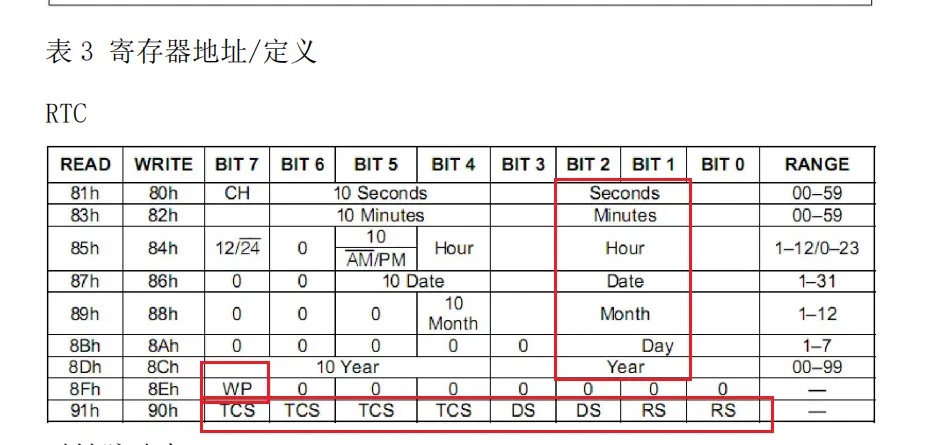 表 3 寄存器地址/定义
RTC
READ WRITE BIT 7 BIT 6 BIT 5 BIT 4 BIT 3 BIT 2 BIT 1 BIT 0 RANGE
81h 80h CH 10 Seconds Seconds 00–59
83h 82h 10 Minutes Minutes 00–59
85h 84h 12/24 0 10 AM/PM Hour Hour 1–12/0–23
87h 86h 0 0 10 Date Date 1–31
89h 88h 0 0 0 10 Month Month 1–12
8Bh 8Ah 0 0 0 0 0 Day 1–7
8Dh 8Ch 10 Year Year 00–99
8Fh 8Eh WP 0 0 0 0 0 0 0 —
91h 90h TCS TCS TCS TCS DS DS RS RS —